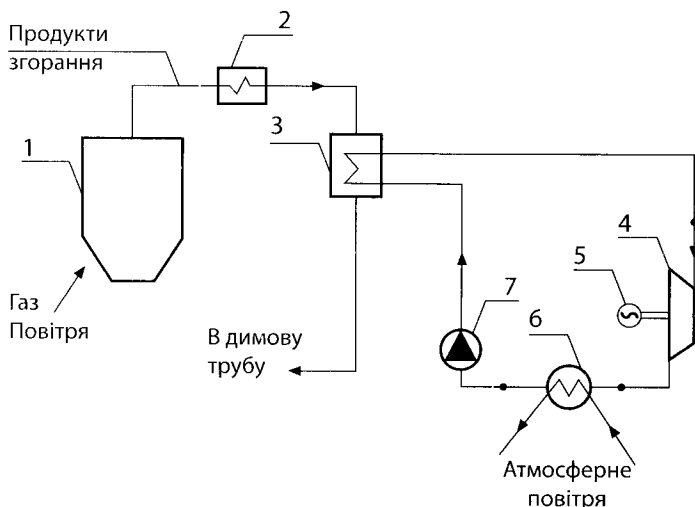 Продукти
згорання
2
1
3
4
5
7
6
Газ
Повітря
В димову
трубу
Атмосферне
повітря